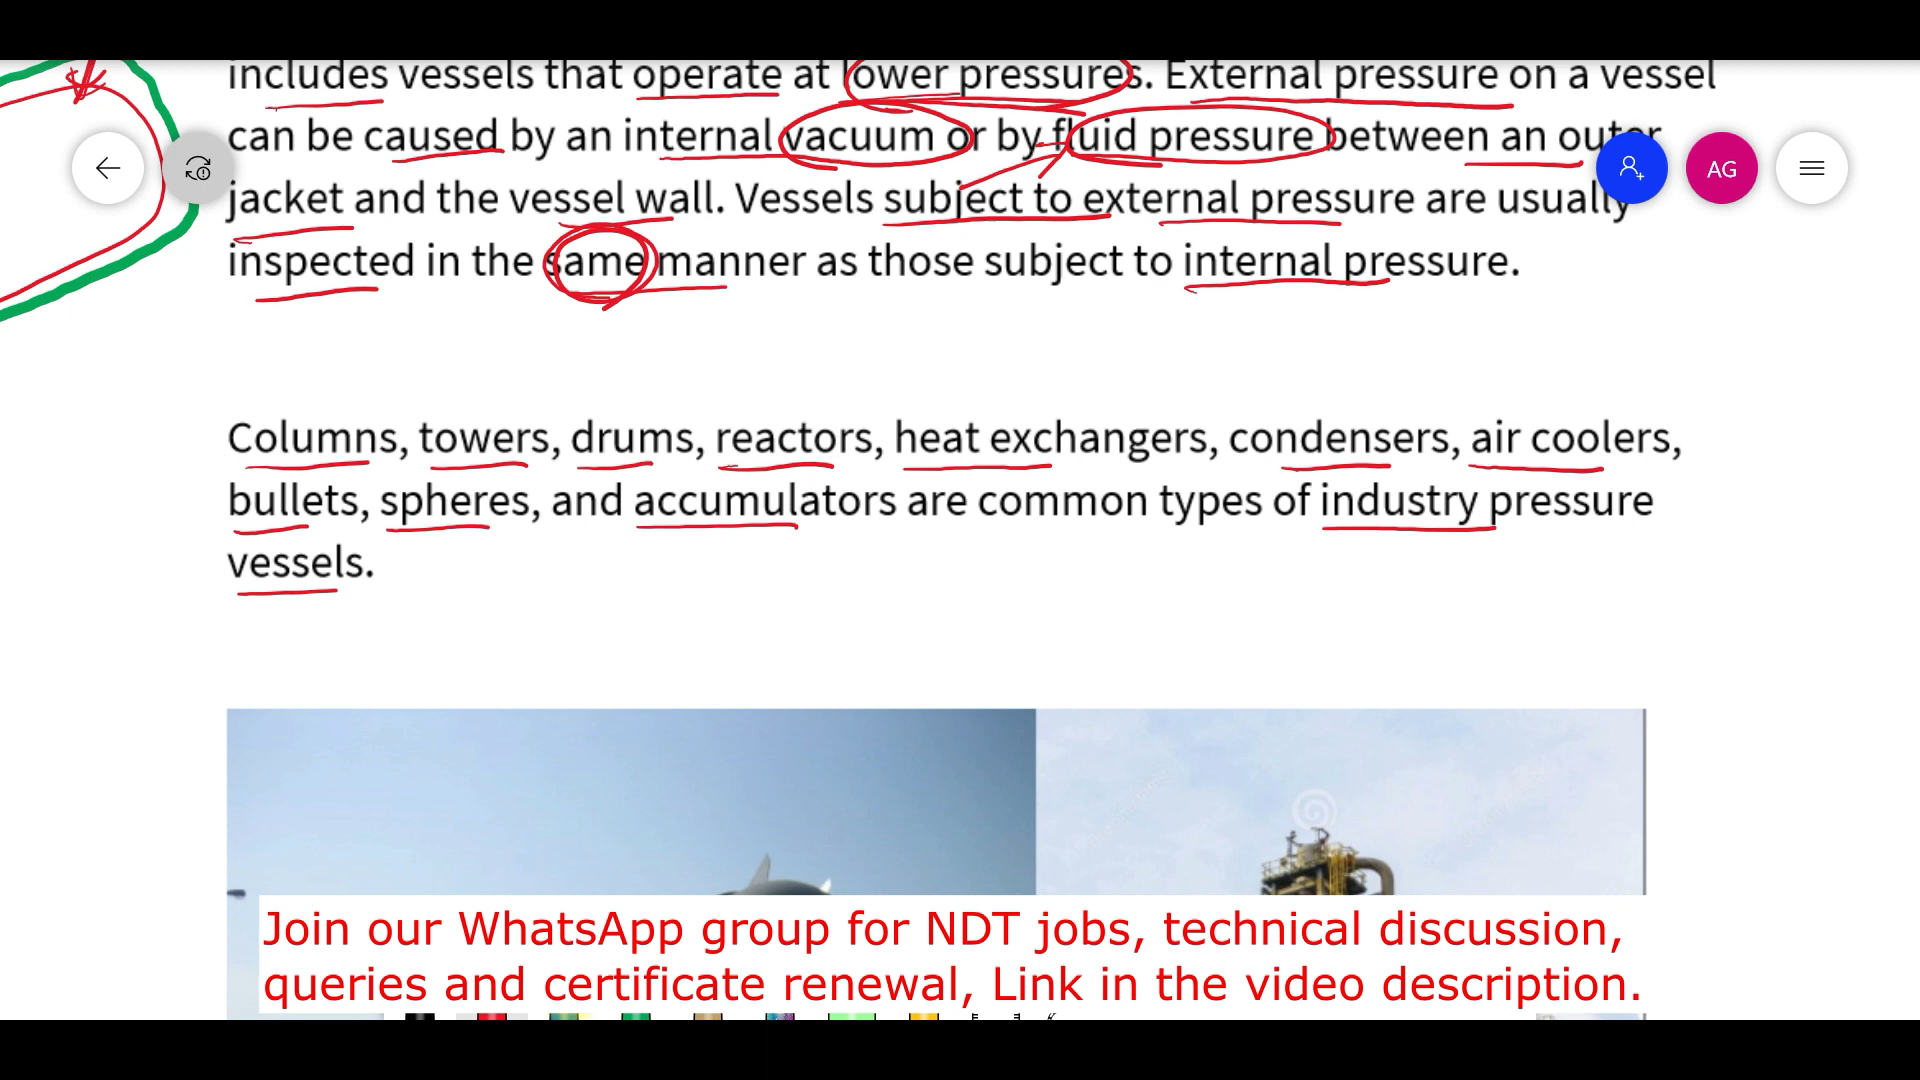 includes vessels that operate at lower pressures. External pressure on a vessel
can be caused by an internal vacuum or by fluid pressure between an outer
AG
jacket and the vessel wall. Vessels subject to external pressure are usually
inspected in the same manner as those subject to internal pressure.
Columns, towers, drums, reactors, heat exchangers, condensers, air coolers,
bullets, spheres, and accumulators are common types of industry pressure
vessels.
Join our WhatsApp group for NDT jobs, technical discussion,
queries and certificate renewal, Link in the video description.